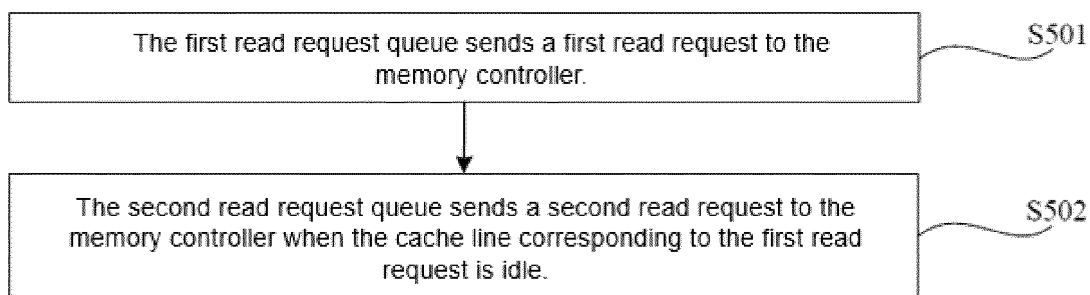 The first read request queue sends a first read request to the
memory controller.
S501
The second read request queue sends a second read request to the
memory controller when the cache line corresponding to the first read
request is idle.
S502